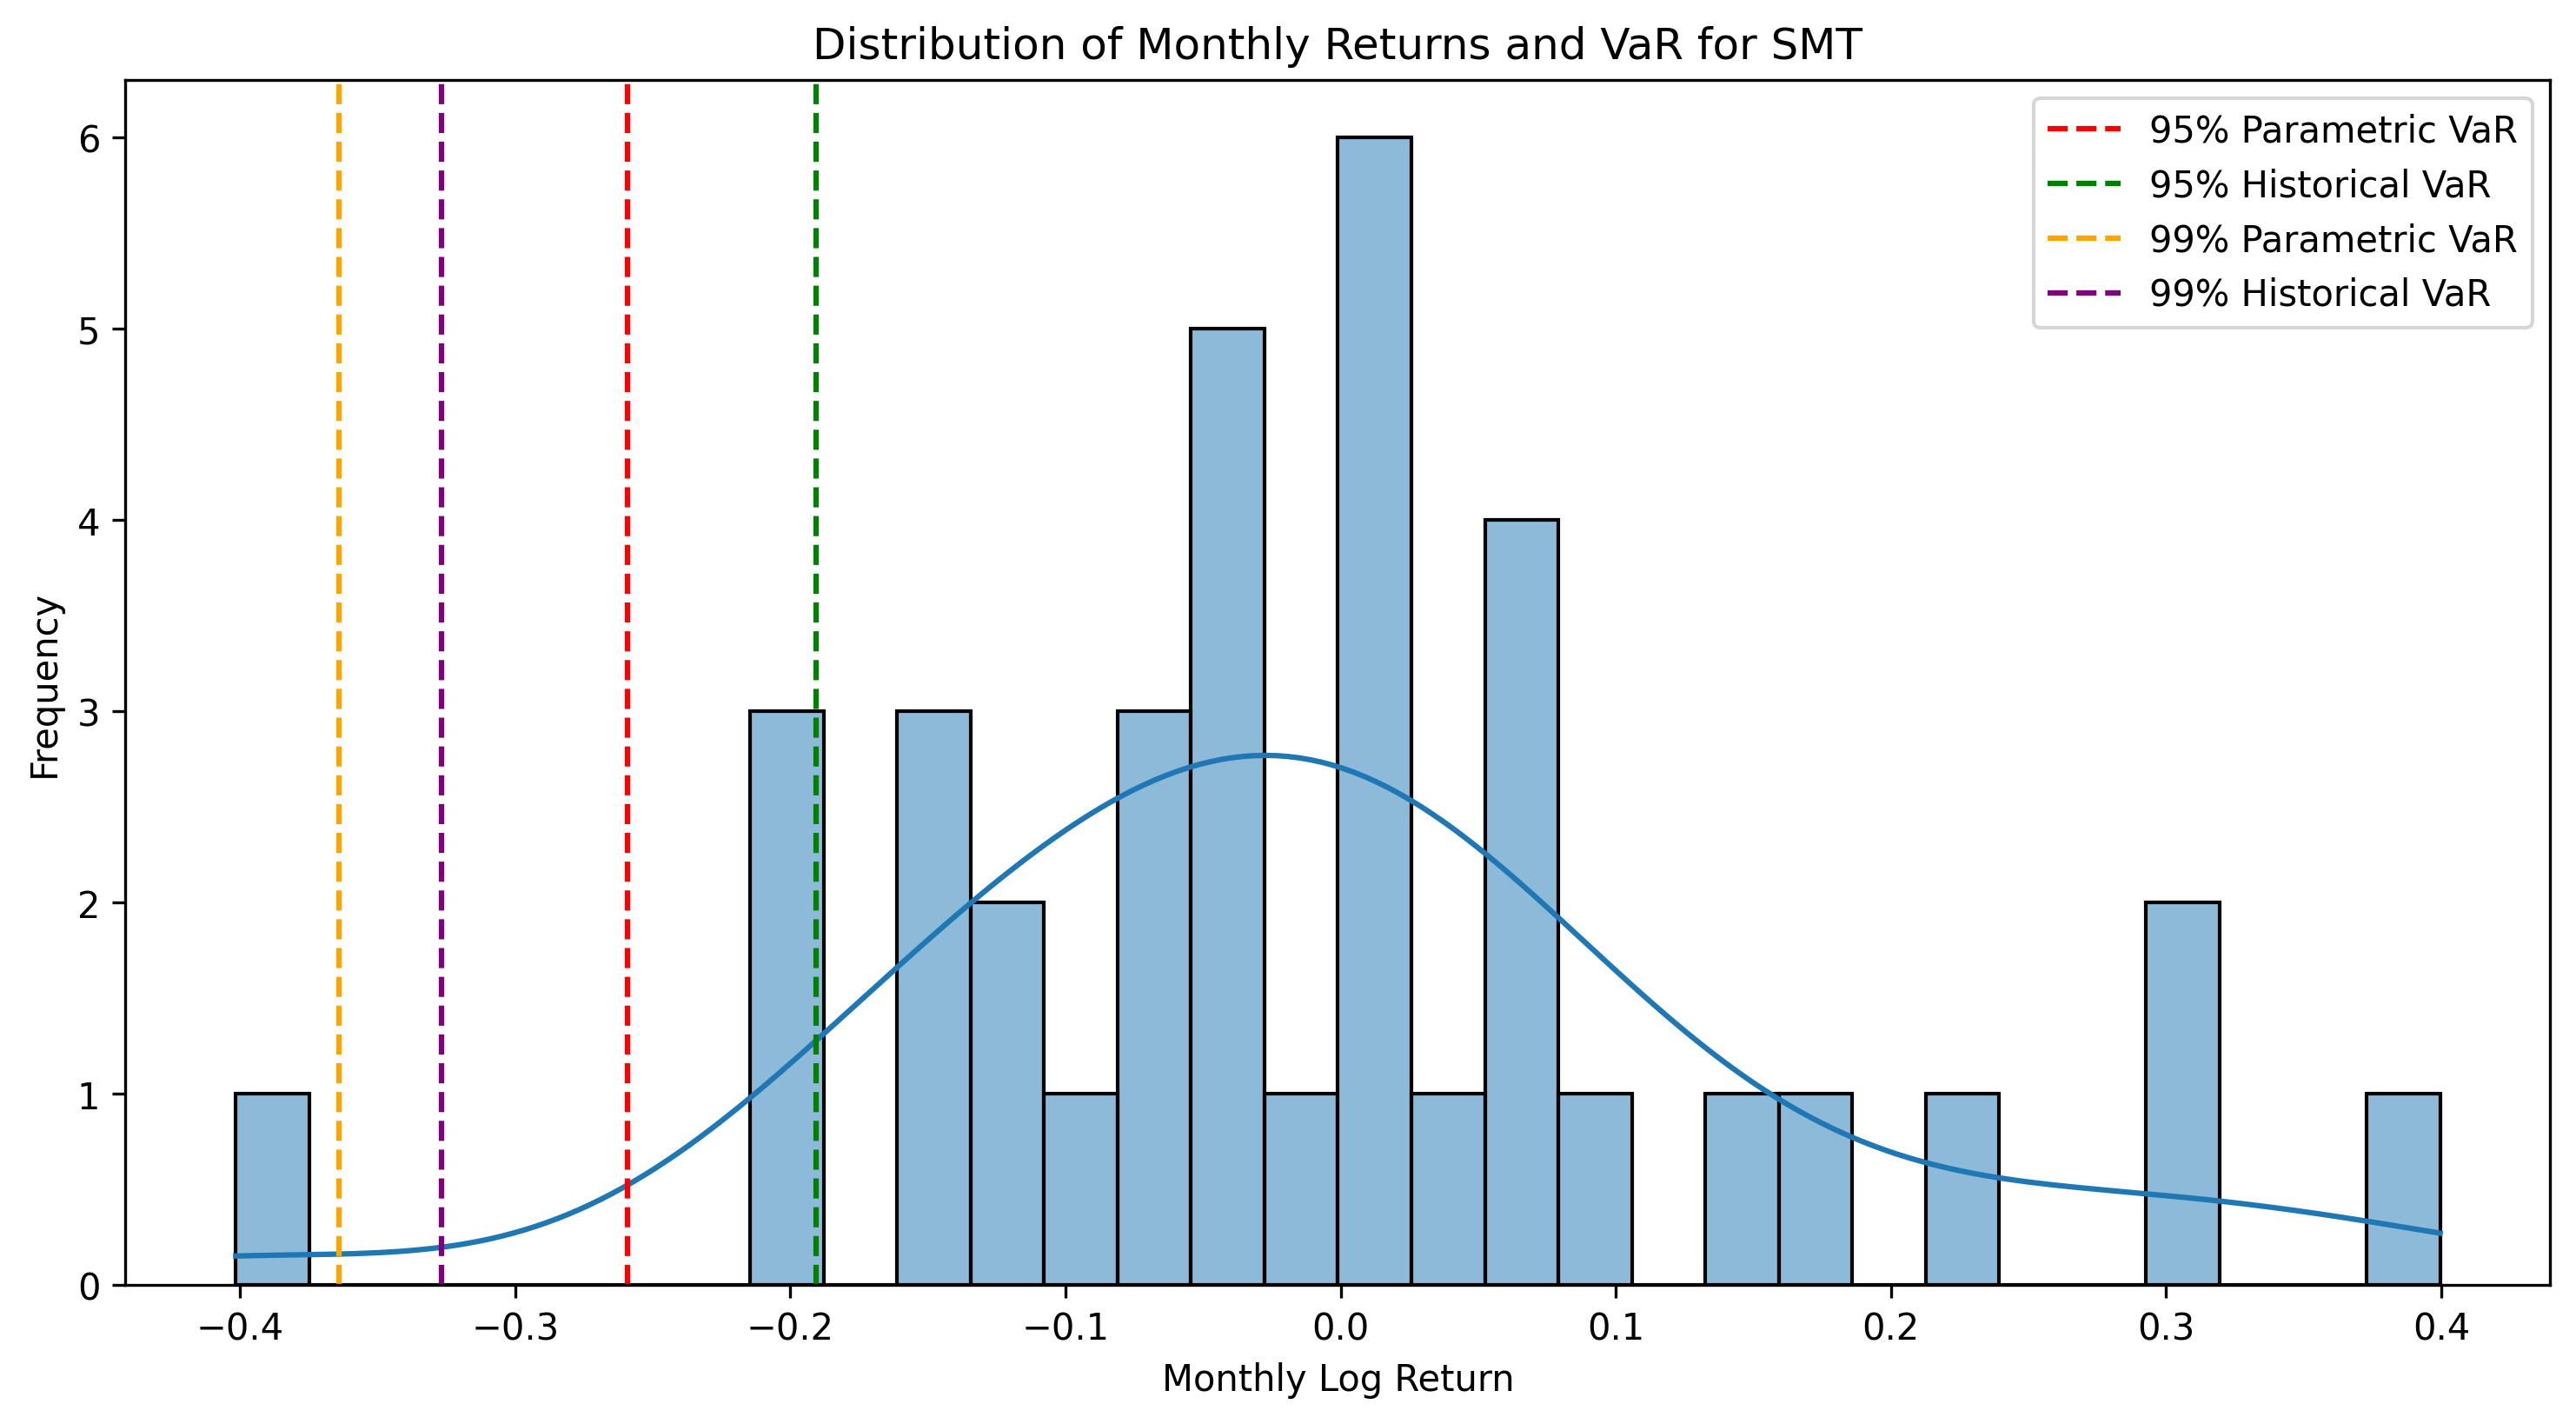 Distribution of Monthly Returns and VaR for SMT
95% Parametric VaR
95% Historical VaR
99% Parametric VaR
99% Historical VaR
Frequency
6
5
4
3
2
1
0
−0.4
−0.3
−0.2
−0.1
0.0
0.1
0.2
0.3
0.4
Monthly Log Return